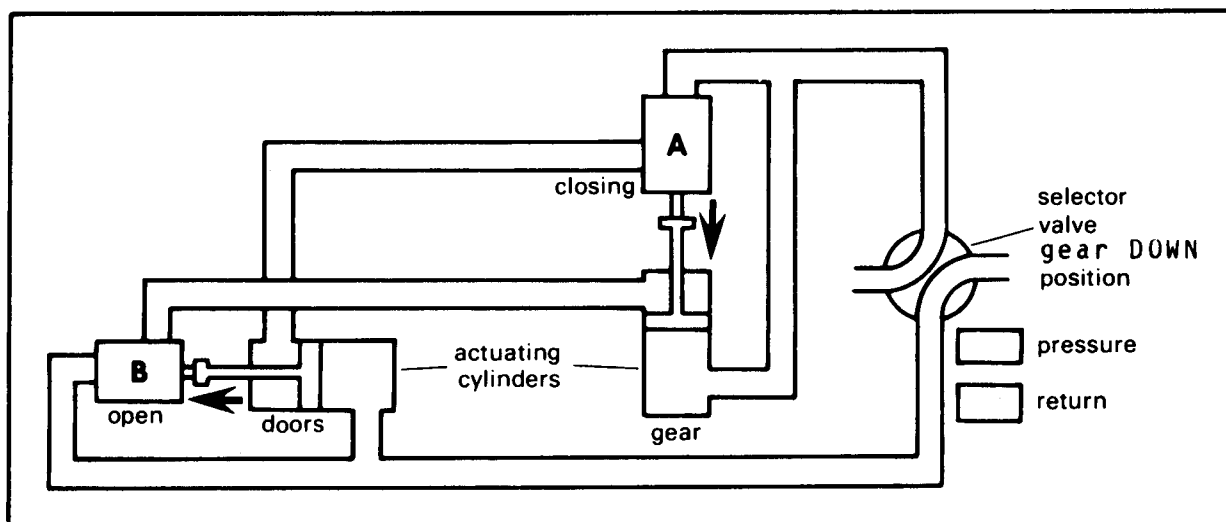 A
closing
selector
valve
gear DOWN
position
B
open
doors
actuating
cylinders
gear
pressure
return